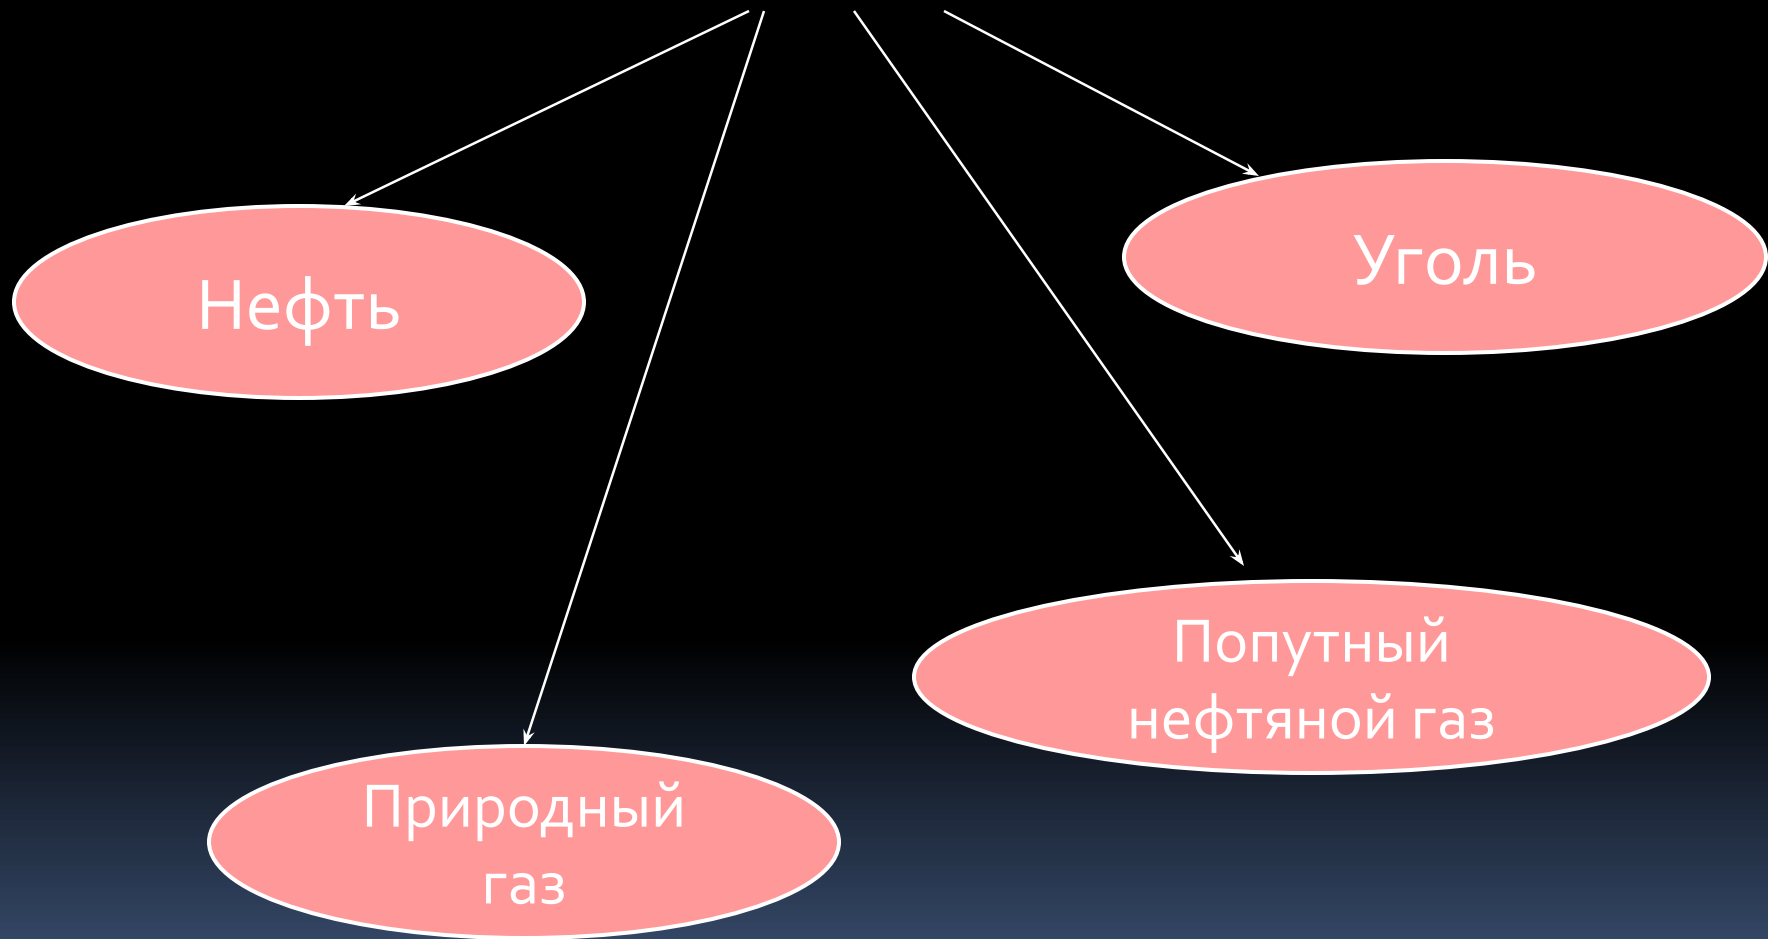 Нефть
Уголь
Попутный
нефтяной газ
Природный
газ